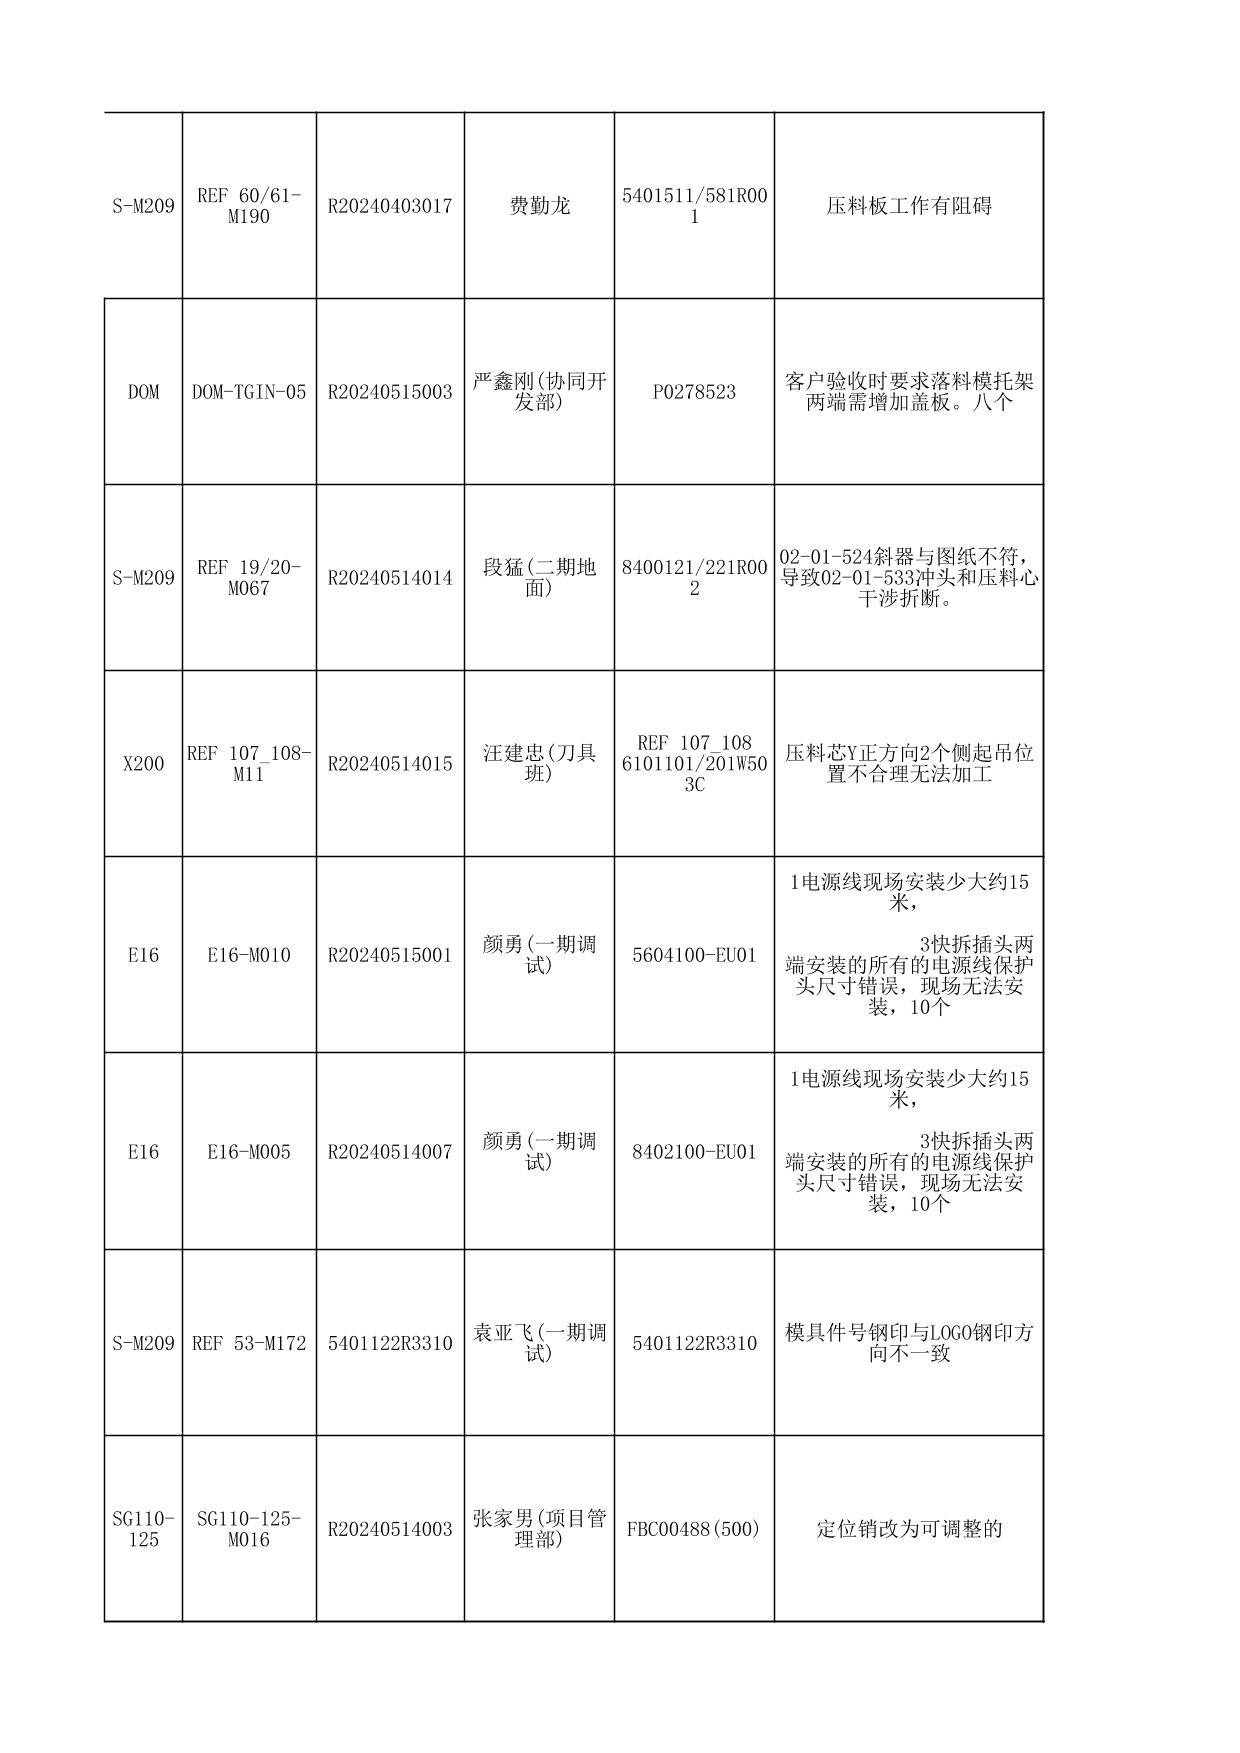 S-M209
REF 60/61-
M190
R20240403017
费勤龙
5401511/581R00
1
压料板工作有阻碍
DOM
DOM-TGIN-05
R20240515003
严鑫刚(协同开
发部)
P0278523
客户验收时要求落料模托架
两端需增加盖板。八个
S-M209
REF 19/20-
M067
R20240514014
段猛(二期地
面)
8400121/221R00
2
02-01-524斜器与图纸不符，
导致02-01-533冲头和压料心
干涉折断。
X200
REF 107_108-
M11
R20240514015
汪建忠(刀具
班)
REF 107_108
6101101/201W50
3C
压料芯Y正方向2个侧起吊位
置不合理无法加工
E16
E16-M010
R20240515001
颜勇(一期调
试)
5604100-EU01
1电源线现场安装少大约15
米，
3快拆插头两
端安装的所有的电源线保护
头尺寸错误，现场无法安
装，10个
E16
E16-M005
R20240514007
颜勇(一期调
试)
8402100-EU01
1电源线现场安装少大约15
米，
3快拆插头两
端安装的所有的电源线保护
头尺寸错误，现场无法安
装，10个
S-M209
REF 53-M172
5401122R3310
袁亚飞(一期调
试)
5401122R3310
模具件号钢印与LOGO钢印方
向不一致
SG110-
125
SG110-125-
M016
R20240514003
张家男(项目管
理部)
FBC00488(500)
定位销改为可调整的